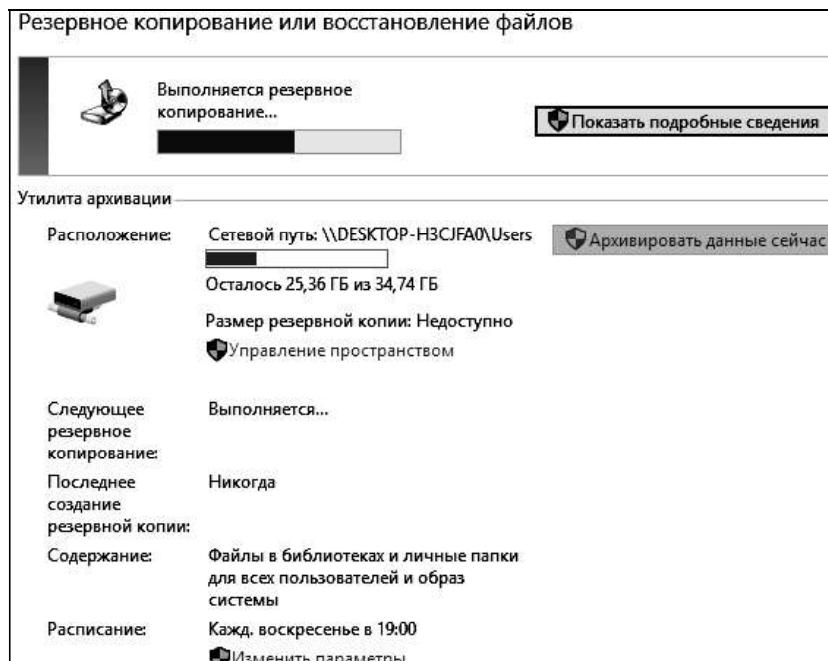 Резервное копирование или восстановление файлов
Выполняется резервное
копирование...
Показать подробные сведения
Утилита архивации
Расположение: Сетевой путь: \\DESKTOP-H3CJFA0\Users
Архивировать данные сейчас
Осталось 25,36 ГБ из 34,74 ГБ
Размер резервной копии: Недоступно
Управление пространством
Следующее Выполняется...
резервное
копирование:
Последнее Никогда
создание
резервной копии:
Содержание: Файлы в библиотеках и личные папки
для всех пользователей и образ
системы
Расписание: Кажд. воскресенье в 19:00
Изменить параметры